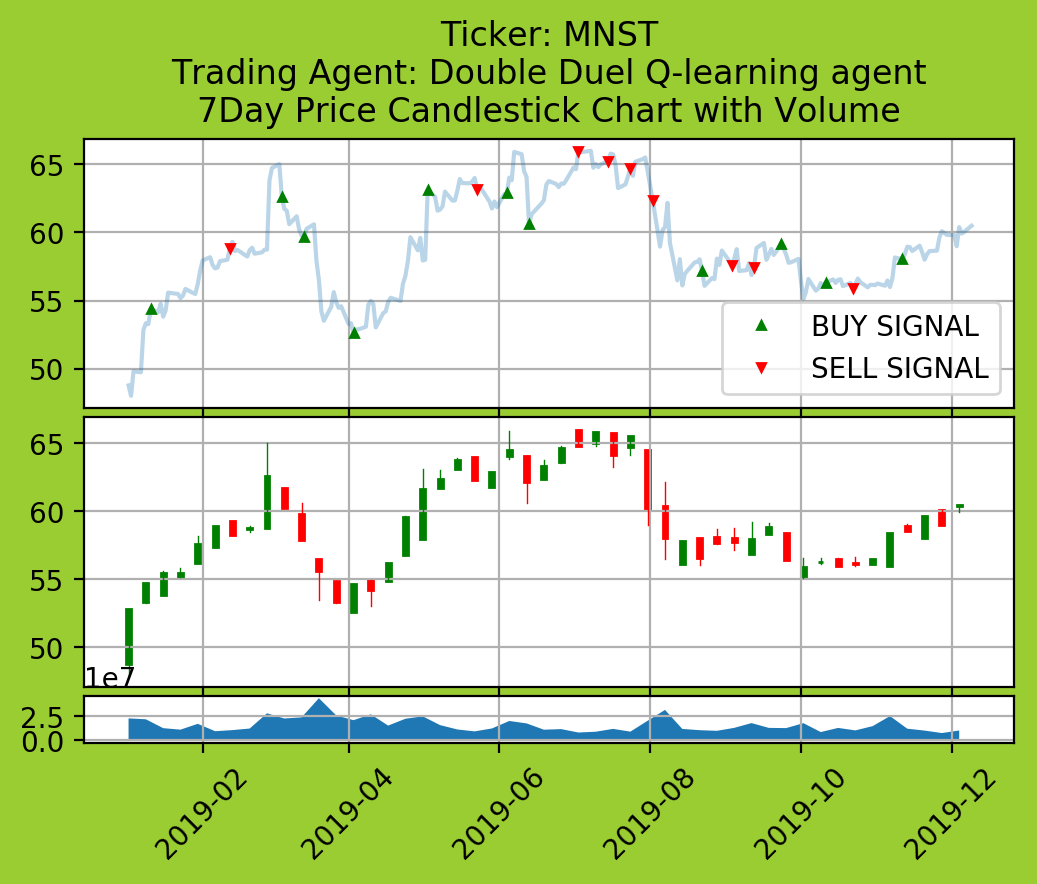 Ticker: MNST
Trading Agent: Double Duel Q-learning agent
7Day Price Candlestick Chart with Volume
65
60
55
50
BUY SIGNAL
SELL SIGNAL
65
60
55
50
1e7
2.5
0.0
2019-02
2019-04
2019-06
2019-08
2019-10
2019-12